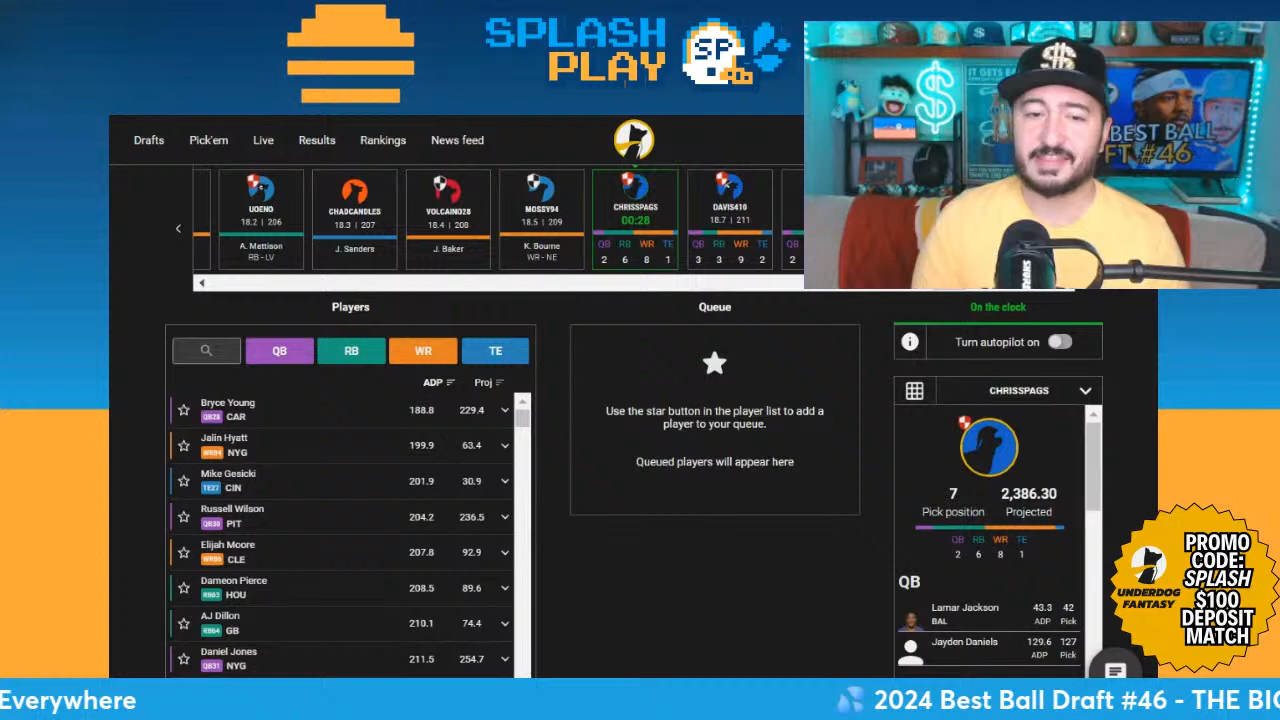 SPLASH
PLAY
SP
IT GETS
BEST BALL
FT #46
Drafts Pick'em Live Results Rankings News feed
UOENO
18.2 | 206
A. Mattison
RB - LV
CHADCANDLES
18.3 | 207
J. Sanders
VOLCAINO28
18.4 | 208
J. Baker
MOSSY94
18.5 | 209
K. Bourne
WR - NE
CHRISSPAGS
00:28
QB RB WR TE
2 6 8 1
DAVIS410
18.7 | 211
QB RB WR TE
3 3 9 2
QB
2
Players
QB RB WR TE
ADP Proj
Bryce Young
QB28 CAR 188.8 229.4
Jalin Hyatt
NYG 199.9 63.4
Mike Gesicki
TE27 CIN 201.9 30.9
Russell Wilson
QB30 PIT 204.2 236.5
Elijah Moore
CLE 207.8 92.9
Dameon Pierce
RB63 HOU 208.5 89.6
AJ Dillon
RB64 GB 210.1 74.4
Daniel Jones
QB31 NYG 211.5 254.7
Queue
Use the star button in the player list to add a
player to your queue.
Queued players will appear here
On the clock
Turn autopilot on
CHRISSPAGS
7 2,386.30
Pick position Projected
QB RB WR TE
2 6 8 1
QB
Lamar Jackson 43.3 42
BAL ADP Pick
Jayden Daniels 129.6 127
ADP Pick
UNDERDOG
FANTASY
PROMO
CODE:
SPLASH
$100
DEPOSIT
MATCH
Everywhere 2024 Best Ball Draft #46 - THE BIG